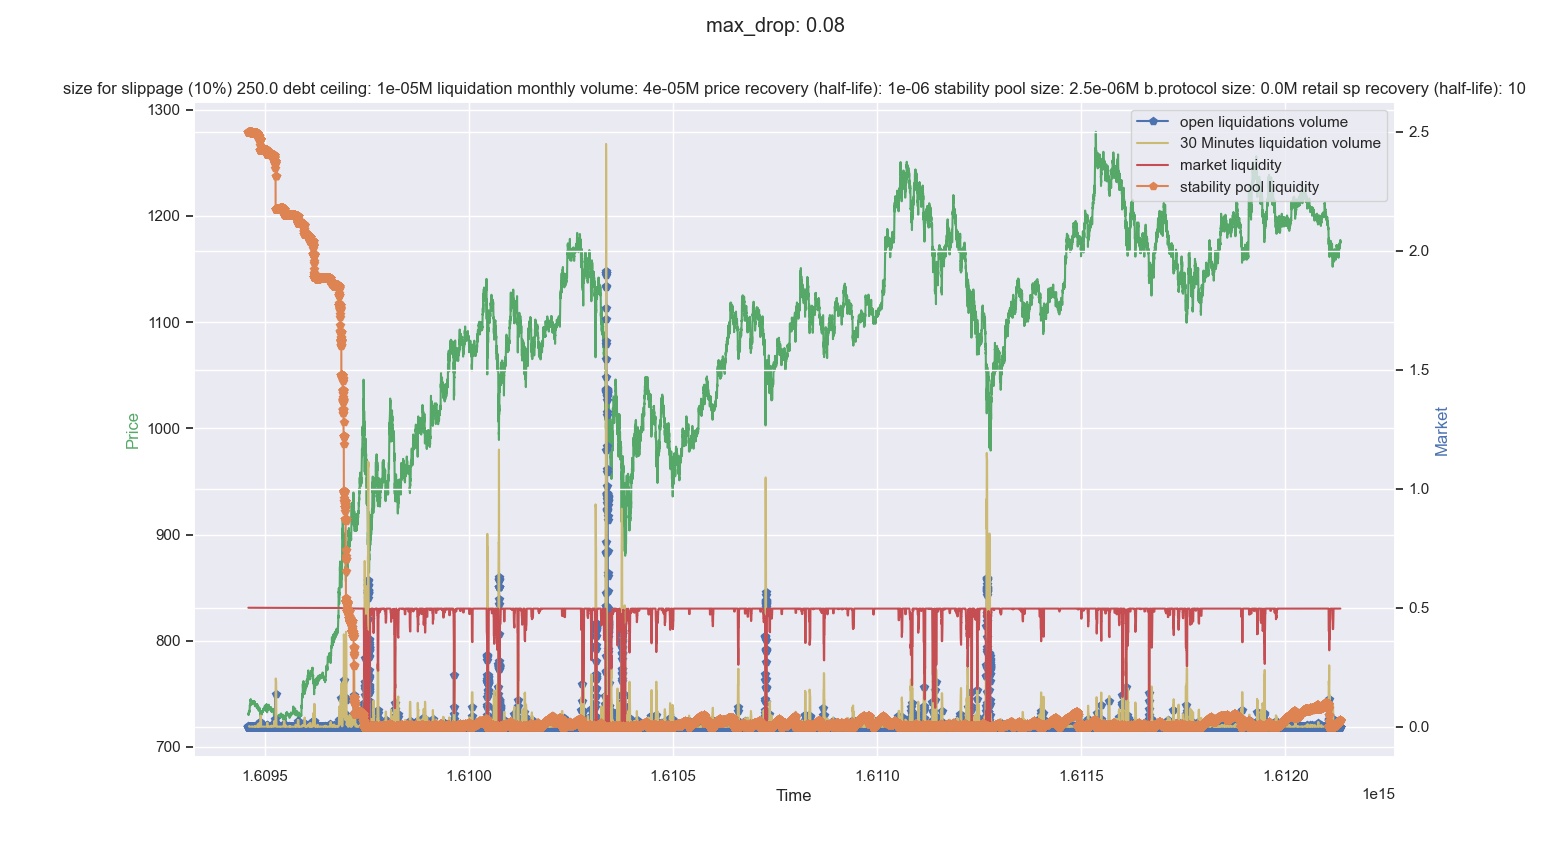 max_drop: 0.08
size for slippage (10%) 250.0 debt ceiling: 1e-05M liquidation monthly volume: 4e-05M price recovery (half-life): 1e-06 stability pool size: 2.5e-06M b.protocol size: 0.0M retail sp recovery (half-life): 10
open liquidations volume
30 Minutes liquidation volume
market liquidity
stability pool liquidity
1300
1200
1100
1000
900
800
700
Price
2.5
2.0
1.5
1.0
0.5
0.0
Market
1.6095 1.6100 1.6105 1.6110 1.6115 1.6120
Time
1e15